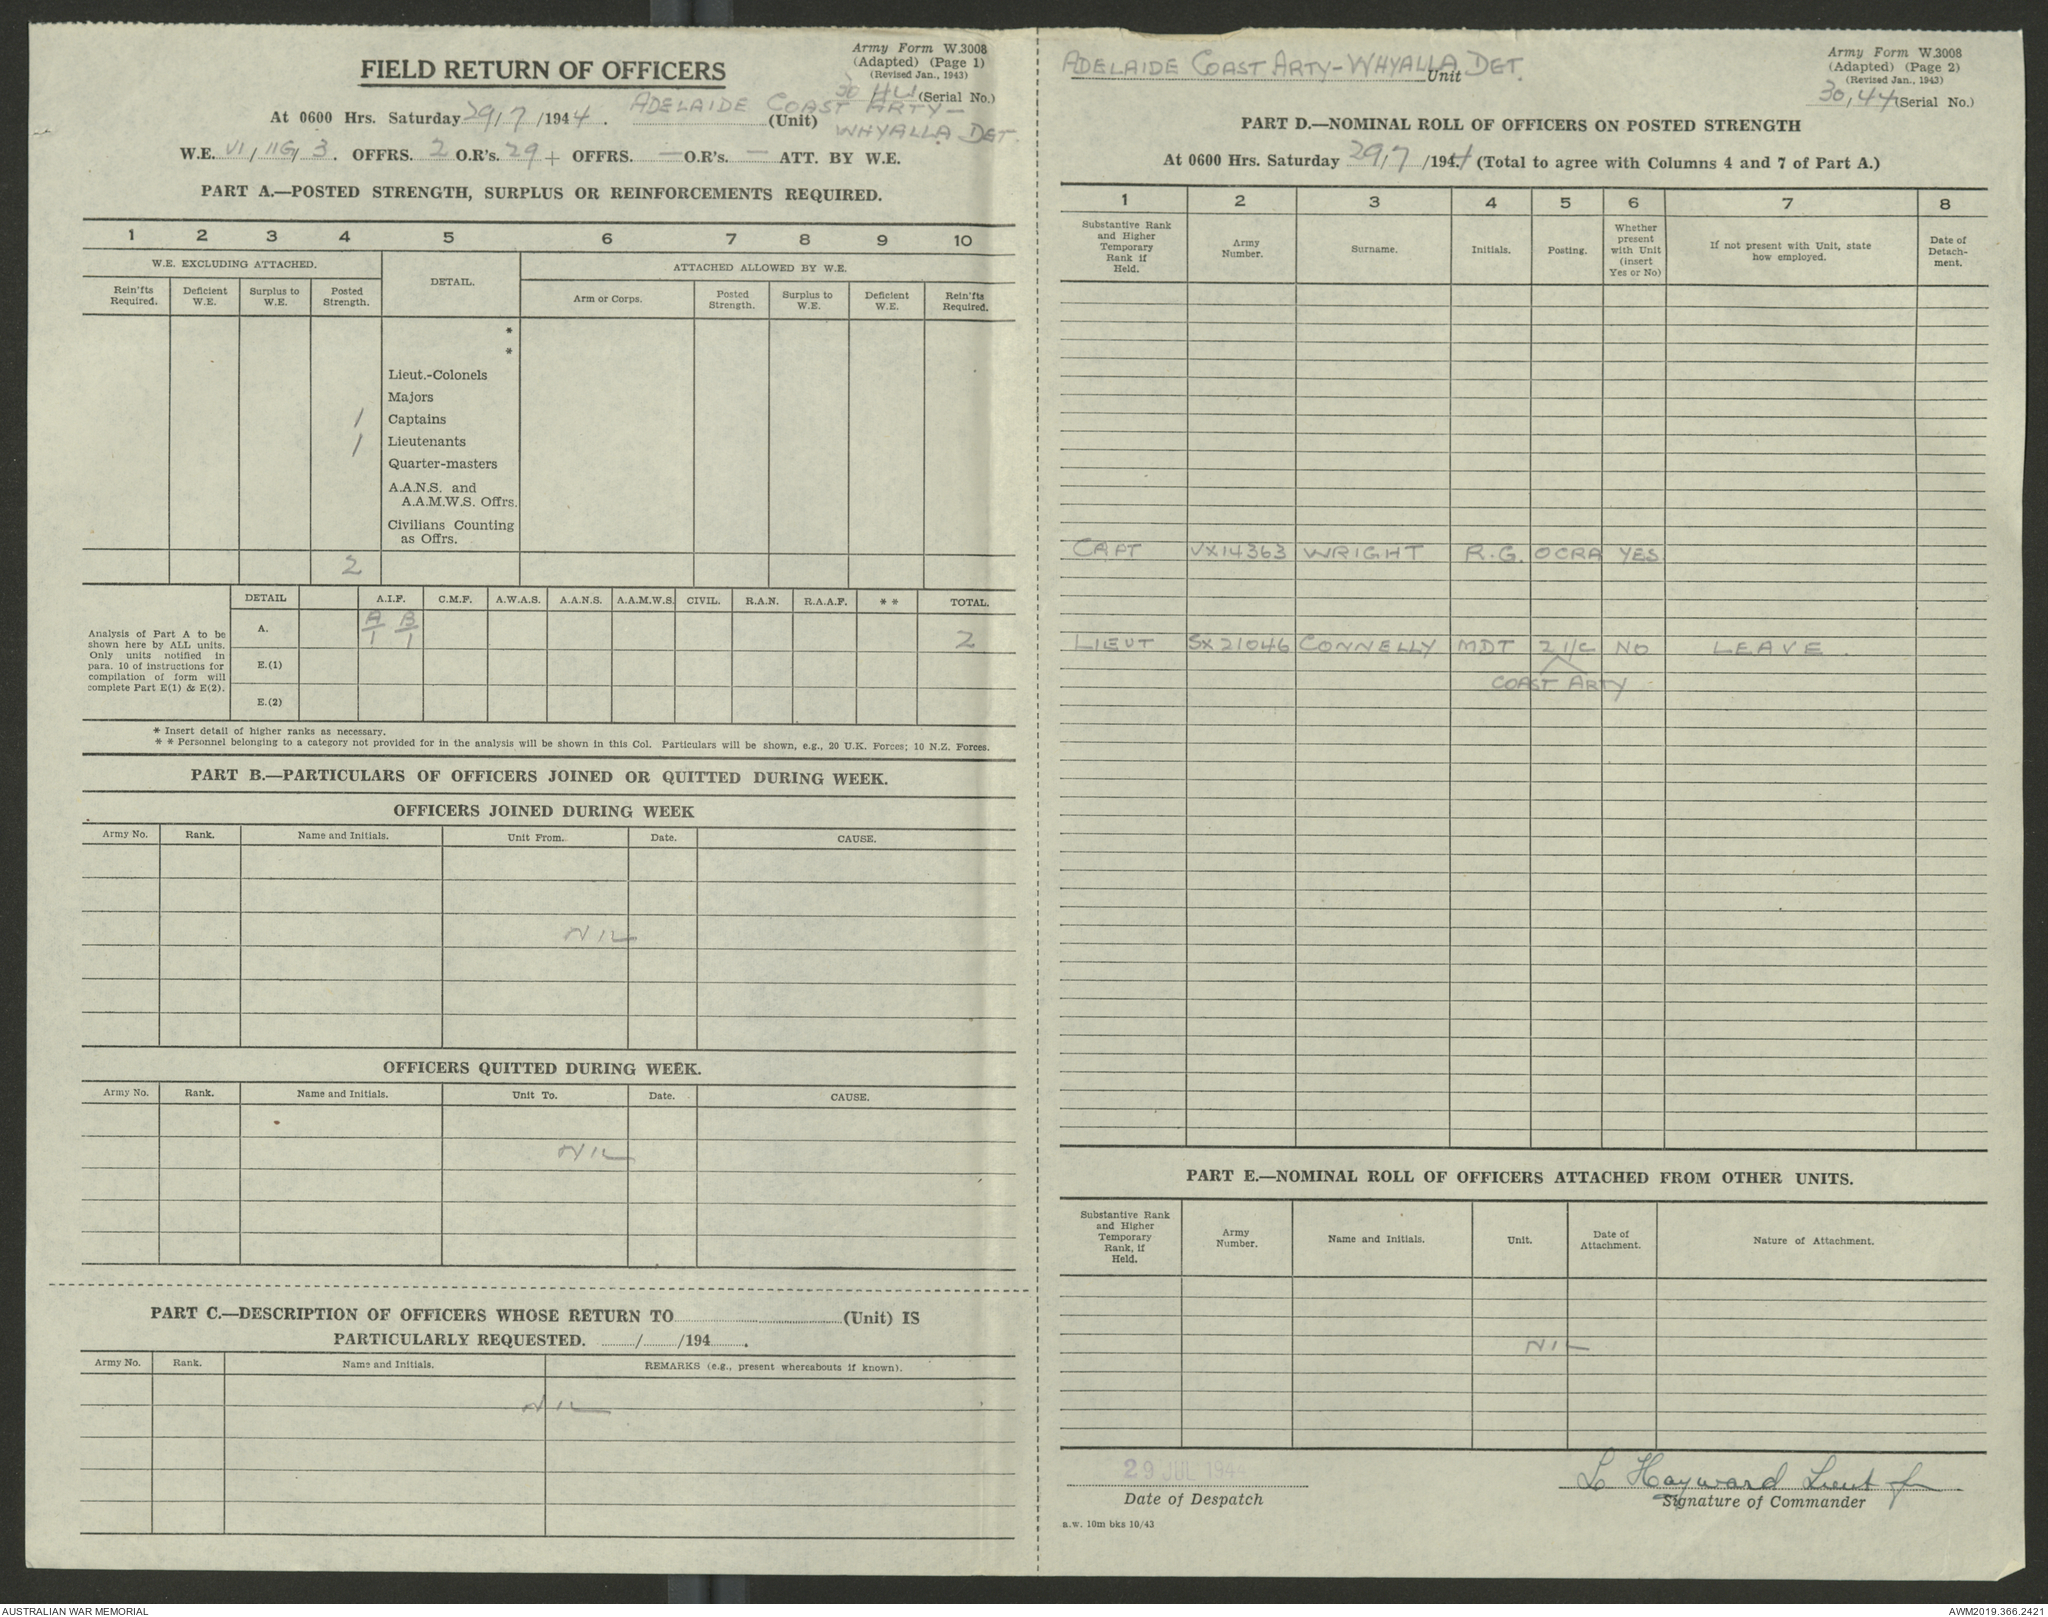 Army Form W.3008
(Adapted) (Page 1)
(Revised Jan., 1943)
FIELD RETURN OF OFFICERS
30/44 (Serial No.)
At 0600 Hrs. Saturday 29/7/1944. ADELAIDE COAST ARTY- (Unit)
WHYALLA DET.
W.E. VI/11G/3. OFFRS. 2 O.R's. 29 + OFFRS. — O.R's. — ATT. BY W.E.
PART A.—POSTED STRENGTH, SURPLUS OR REINFORCEMENTS REQUIRED.
1 2 3 4 5 6 7 8 9 10
W.E. EXCLUDING ATTACHED. DETAIL. ATTACHED ALLOWED BY W.E.
Rein'fts Required. Deficient W.E. Surplus to W.E. Posted Strength. Arm or Corps. Posted Strength. Surplus to W.E. Deficient W.E. Rein'fts Required.
*
*
Lieut.-Colonels
Majors
1 Captains
1 Lieutenants
Quarter-masters
A.A.N.S. and
A.A.M.W.S. Offrs.
Civilians Counting
as Offrs.
2
DETAIL A.I.F. C.M.F. A.W.A.S. A.A.N.S. A.A.M.W.S. CIVIL. R.A.N. R.A.A.F. * * TOTAL.
Analysis of Part A to be
shown here by ALL units.
Only units notified in
para. 10 of instructions for
compilation of form will
complete Part E(1) & E(2).
A. A/1 B/1 2
E.(1)
E.(2)
* Insert detail of higher ranks as necessary.
* * Personnel belonging to a category not provided for in the analysis will be shown in this Col. Particulars will be shown, e.g., 20 U.K. Forces; 10 N.Z. Forces.
PART B.—PARTICULARS OF OFFICERS JOINED OR QUITTED DURING WEEK.
OFFICERS JOINED DURING WEEK
Army No. Rank. Name and Initials. Unit From. Date. CAUSE.
NIL
OFFICERS QUITTED DURING WEEK.
Army No. Rank. Name and Initials. Unit To. Date. CAUSE.
NIL
PART C.—DESCRIPTION OF OFFICERS WHOSE RETURN TO (Unit) IS
PARTICULARLY REQUESTED. / /194 .
Army No. Rank. Name and Initials. REMARKS (e.g., present whereabouts if known).
NIL
ADELAIDE COAST ARTY-WHYALLA DET. Unit
Army Form W.3008
(Adapted) (Page 2)
(Revised Jan., 1943)
30/44 (Serial No.)
PART D.—NOMINAL ROLL OF OFFICERS ON POSTED STRENGTH
At 0600 Hrs. Saturday 29/7/1944 (Total to agree with Columns 4 and 7 of Part A.)
1 2 3 4 5 6 7 8
Substantive Rank and Higher Temporary Rank if Held. Army Number. Surname. Initials. Posting. Whether present with Unit (insert Yes or No) If not present with Unit, state how employed. Date of Detach-ment.
CAPT VX14363 WRIGHT R.G. OCRA YES
LIEUT SX21046 CONNELLY MDT 2 I/C NO LEAVE.
COAST ARTY
PART E.—NOMINAL ROLL OF OFFICERS ATTACHED FROM OTHER UNITS.
Substantive Rank and Higher Temporary Rank, if Held. Army Number. Name and Initials. Unit. Date of Attachment. Nature of Attachment.
NIL
29 JUL 1944
Date of Despatch
L Hayward Lieut for
Signature of Commander
a.w. 10m bks 10/43
AUSTRALIAN WAR MEMORIAL
AWM2019.366.2421